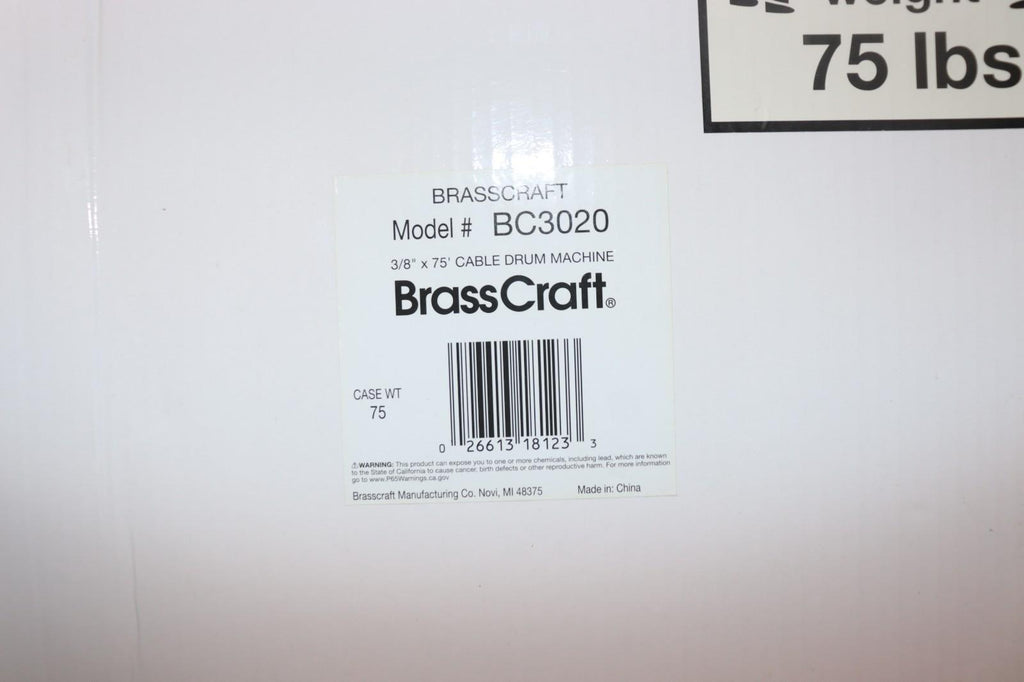 weight
75 lbs
BRASSCRAFT
Model # BC3020
3/8" x 75' CABLE DRUM MACHINE
BrassCraft®
CASE WT
75
0 26613 18123 3
⚠WARNING: This product can expose you to one or more chemicals, including lead, which are known
to the State of California to cause cancer, birth defects or other reproductive harm. For more information
go to www.P65Warnings.ca.gov
Brasscraft Manufacturing Co. Novi, MI 48375 Made in: China